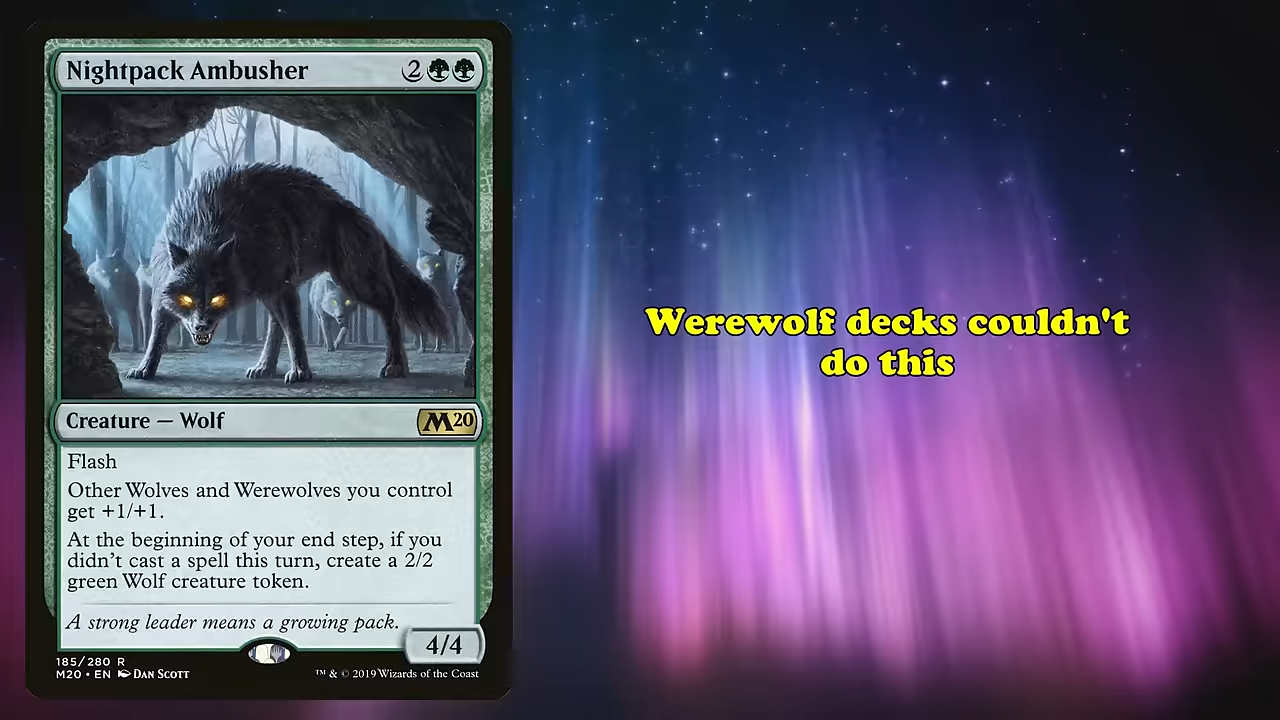 Nightpack Ambusher 2
Creature — Wolf M20
Flash
Other Wolves and Werewolves you control
get +1/+1.
At the beginning of your end step, if you
didn't cast a spell this turn, create a 2/2
green Wolf creature token.
A strong leader means a growing pack.
4/4
185/280 R
M20 • EN Dan Scott
™ & © 2019 Wizards of the Coast
Werewolf decks couldn't
do this